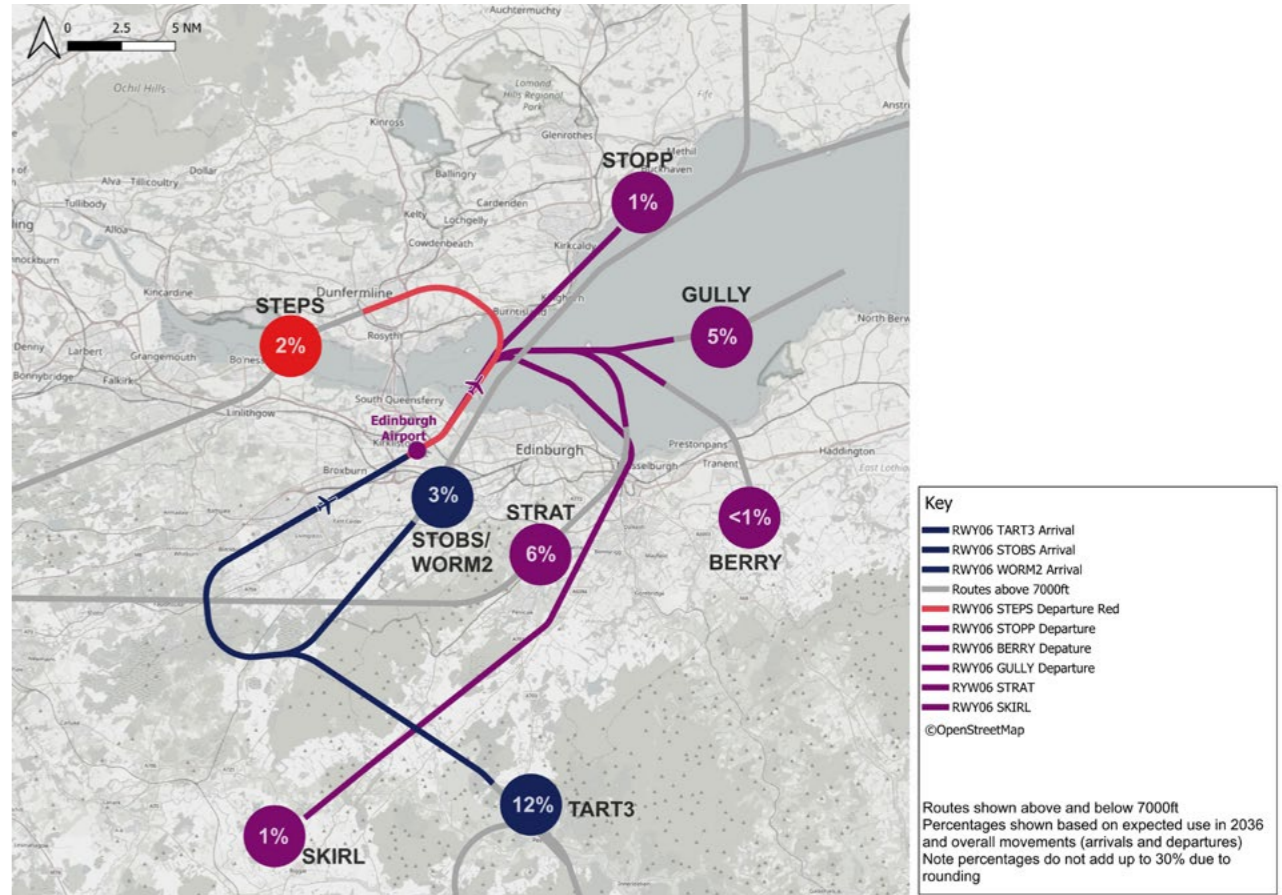 0 2.5 5 NM
Auchtermuchty
Ochil Hills
Lomond
Hills Regional
Park
Fife
Kinross
Glenrothes
Methil
Buckhaven
STOPP
1%
Dollar
Alva Tillicoultry
Tullibody
Alloa
Ballingry
Cardenden
Kelty
Lochgelly
Cowdenbeath
Kirkcaldy
Kincardine
Dunfermline
STEPS
2%
Burntisland
Kinghorn
GULLY
5%
North Berw
Denny
Larbert
Grangemouth
Bo'ness
Rosyth
Bonnybridge
Falkirk
Linlithgow
South Queensferry
Edinburgh
Airport
Kirkliston
Broxburn
Edinburgh
Prestonpans
Musselburgh
Tranent
Haddington
East Lothian
3%
STOBS/
WORM2
STRAT
6%
<1%
BERRY
Penicuik
12%
TART3
1%
SKIRL
Biggar
Key
RWY06 TART3 Arrival
RWY06 STOBS Arrival
RWY06 WORM2 Arrival
Routes above 7000ft
RWY06 STEPS Departure Red
RWY06 STOPP Departure
RWY06 BERRY Depature
RWY06 GULLY Departure
RYW06 STRAT
RWY06 SKIRL
©OpenStreetMap
Routes shown above and below 7000ft
Percentages shown based on expected use in 2036
and overall movements (arrivals and departures)
Note percentages do not add up to 30% due to
rounding